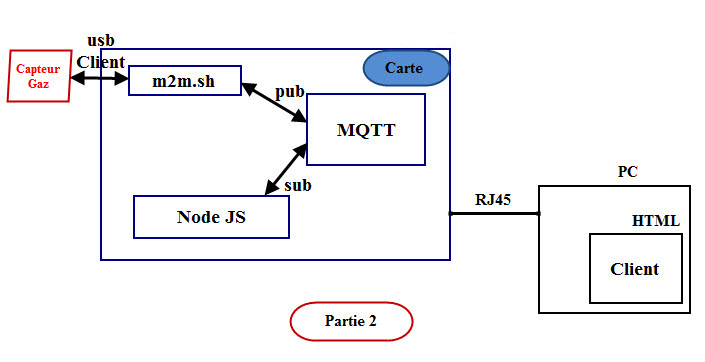 usb
Client
Capteur
Gaz
m2m.sh
Carte
pub
MQTT
sub
Node JS
RJ45
PC
HTML
Client
Partie 2